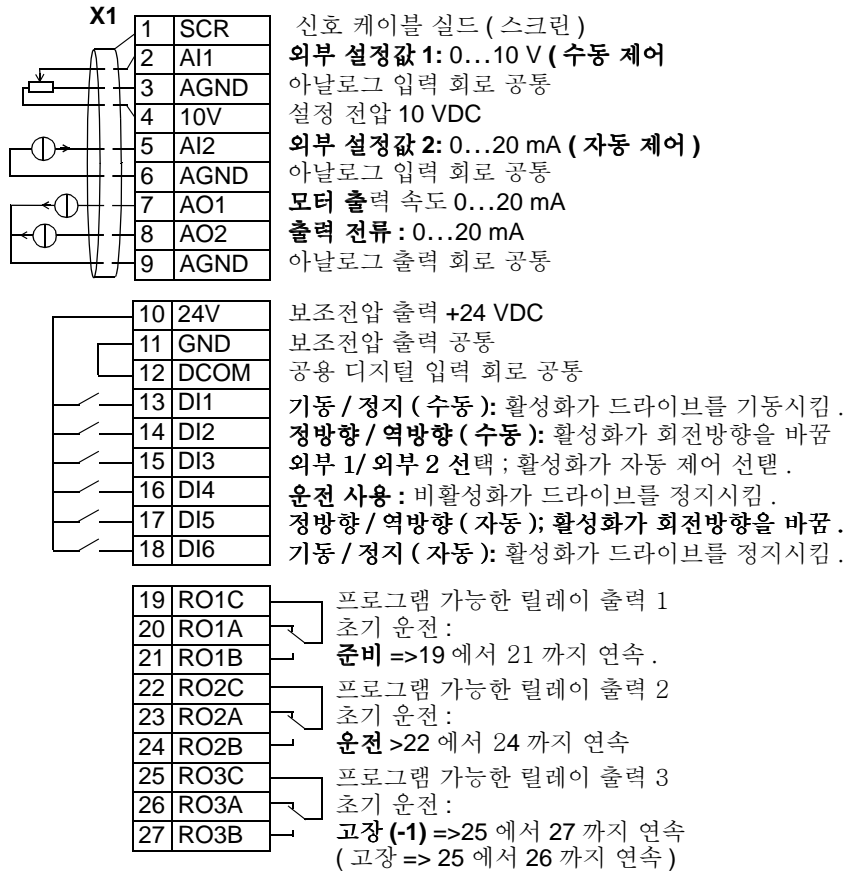 X1
1 SCR 신호 케이블 실드 ( 스크린 )
2 AI1 외부 설정값 1: 0…10 V ( 수동 제어
3 AGND 아날로그 입력 회로 공통
4 10V 설정 전압 10 VDC
5 AI2 외부 설정값 2: 0…20 mA ( 자동 제어 )
6 AGND 아날로그 입력 회로 공통
7 AO1 모터 출력 속도 0…20 mA
8 AO2 출력 전류 : 0…20 mA
9 AGND 아날로그 출력 회로 공통
10 24V 보조전압 출력 +24 VDC
11 GND 보조전압 출력 공통
12 DCOM 공용 디지털 입력 회로 공통
13 DI1 기동 / 정지 ( 수동 ): 활성화가 드라이브를 기동시킴 .
14 DI2 정방향 / 역방향 ( 수동 ): 활성화가 회전방향을 바꿈
15 DI3 외부 1/ 외부 2 선택 ; 활성화가 자동 제어 선탣 .
16 DI4 운전 사용 : 비활성화가 드라이브를 정지시킴 .
17 DI5 정방향 / 역방향 ( 자동 ); 활성화가 회전방향을 바꿈 .
18 DI6 기동 / 정지 ( 자동 ): 활성화가 드라이브를 정지시킴 .
19 RO1C 프로그램 가능한 릴레이 출력 1
20 RO1A 초기 운전 :
21 RO1B 준비 =>19 에서 21 까지 연속 .
22 RO2C 프로그램 가능한 릴레이 출력 2
23 RO2A 초기 운전 :
24 RO2B 운전 >22 에서 24 까지 연속
25 RO3C 프로그램 가능한 릴레이 출력 3
26 RO3A 초기 운전 :
27 RO3B 고장 (-1) =>25 에서 27 까지 연속
( 고장 => 25 에서 26 까지 연속 )